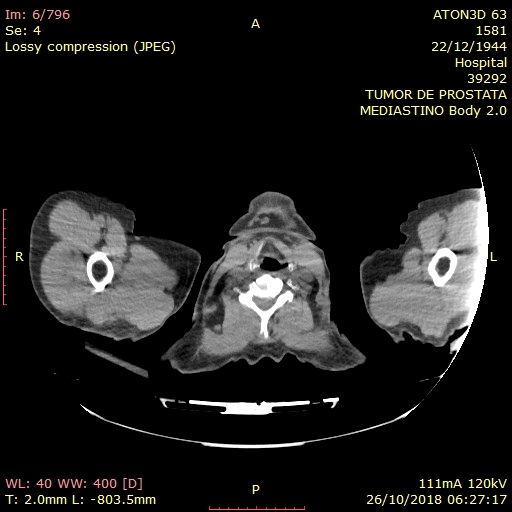 Im: 6/796
Se: 4
Lossy compression (JPEG)
A
ATON3D 63
1581
22/12/1944
Hospital
39292
TUMOR DE PROSTATA
MEDIASTINO Body 2.0
R
L
WL: 40 WW: 400 [D]
T: 2.0mm L: -803.5mm
P
111mA 120kV
26/10/2018 06:27:17